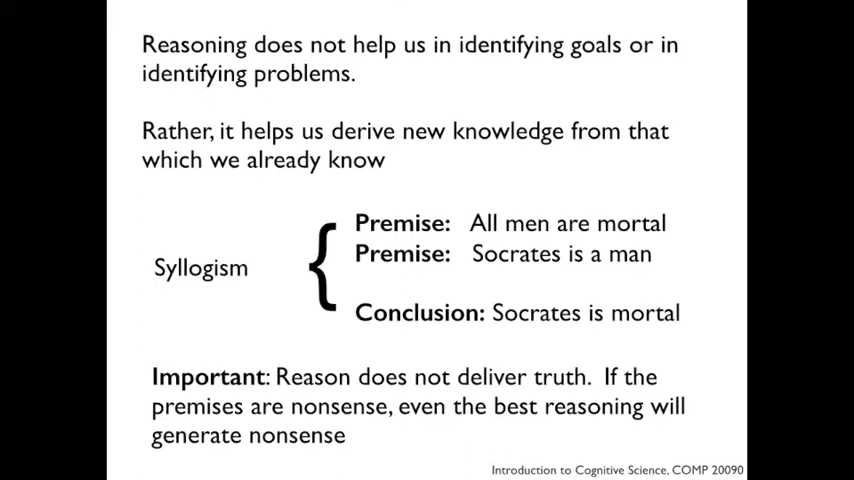 Reasoning does not help us in identifying goals or in
identifying problems.
Rather, it helps us derive new knowledge from that
which we already know
Syllogism
Premise: All men are mortal
Premise: Socrates is a man
Conclusion: Socrates is mortal
Important: Reason does not deliver truth. If the
premises are nonsense, even the best reasoning will
generate nonsense
Introduction to Cognitive Science, COMP 20090